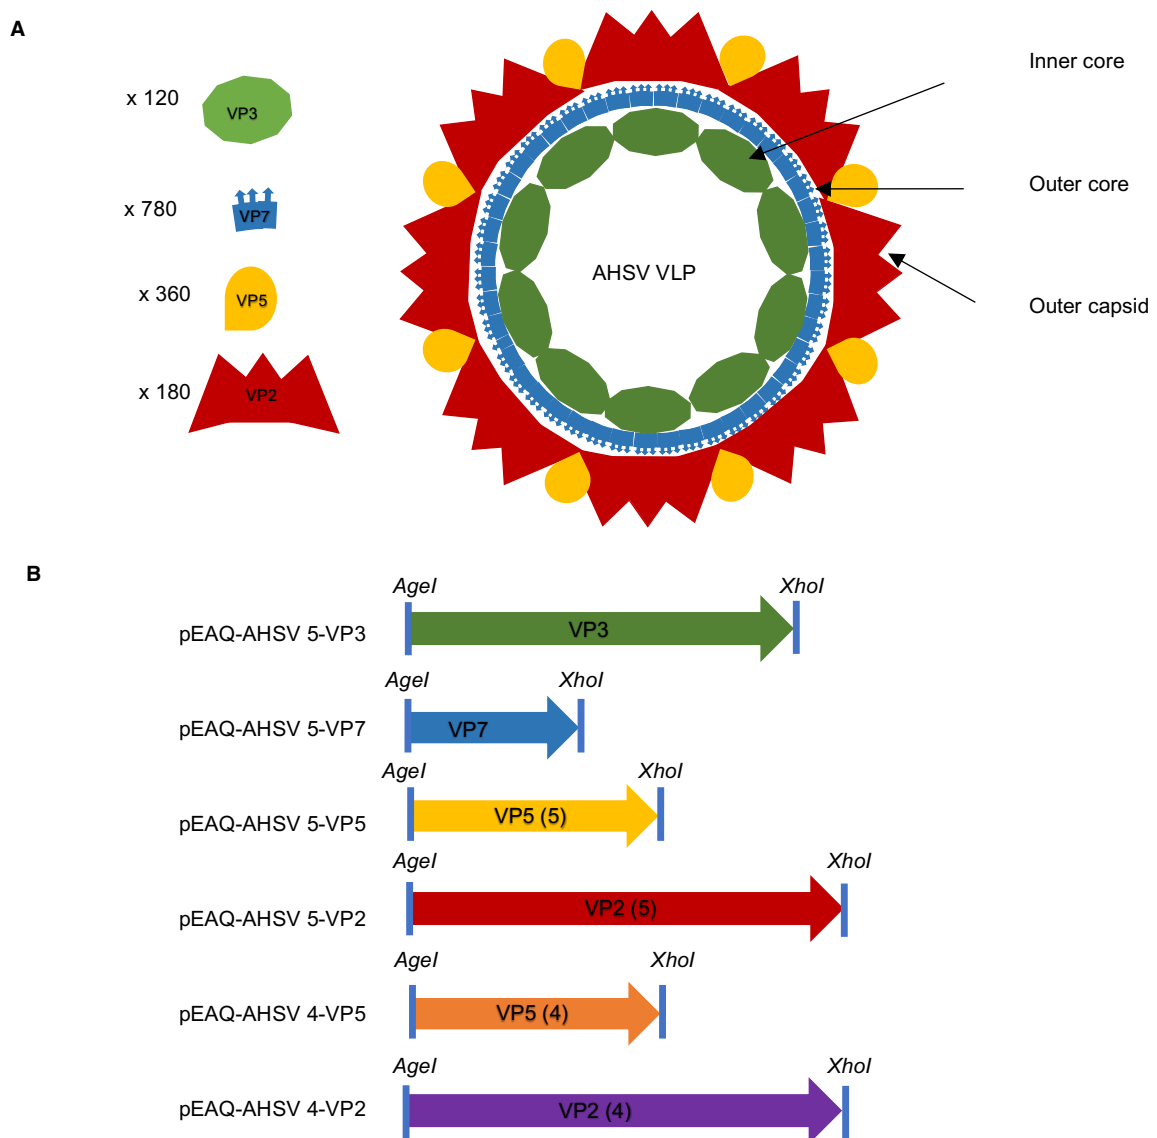 A
x 120
VP3
Inner core
x 780
VP7
Outer core
x 360
VP5
AHSV VLP
Outer capsid
x 180
VP2
B
AgeI XhoI
pEAQ-AHSV 5-VP3 VP3
AgeI XhoI
pEAQ-AHSV 5-VP7 VP7
AgeI XhoI
pEAQ-AHSV 5-VP5 VP5 (5)
AgeI XhoI
pEAQ-AHSV 5-VP2 VP2 (5)
AgeI XhoI
pEAQ-AHSV 4-VP5 VP5 (4)
AgeI XhoI
pEAQ-AHSV 4-VP2 VP2 (4)